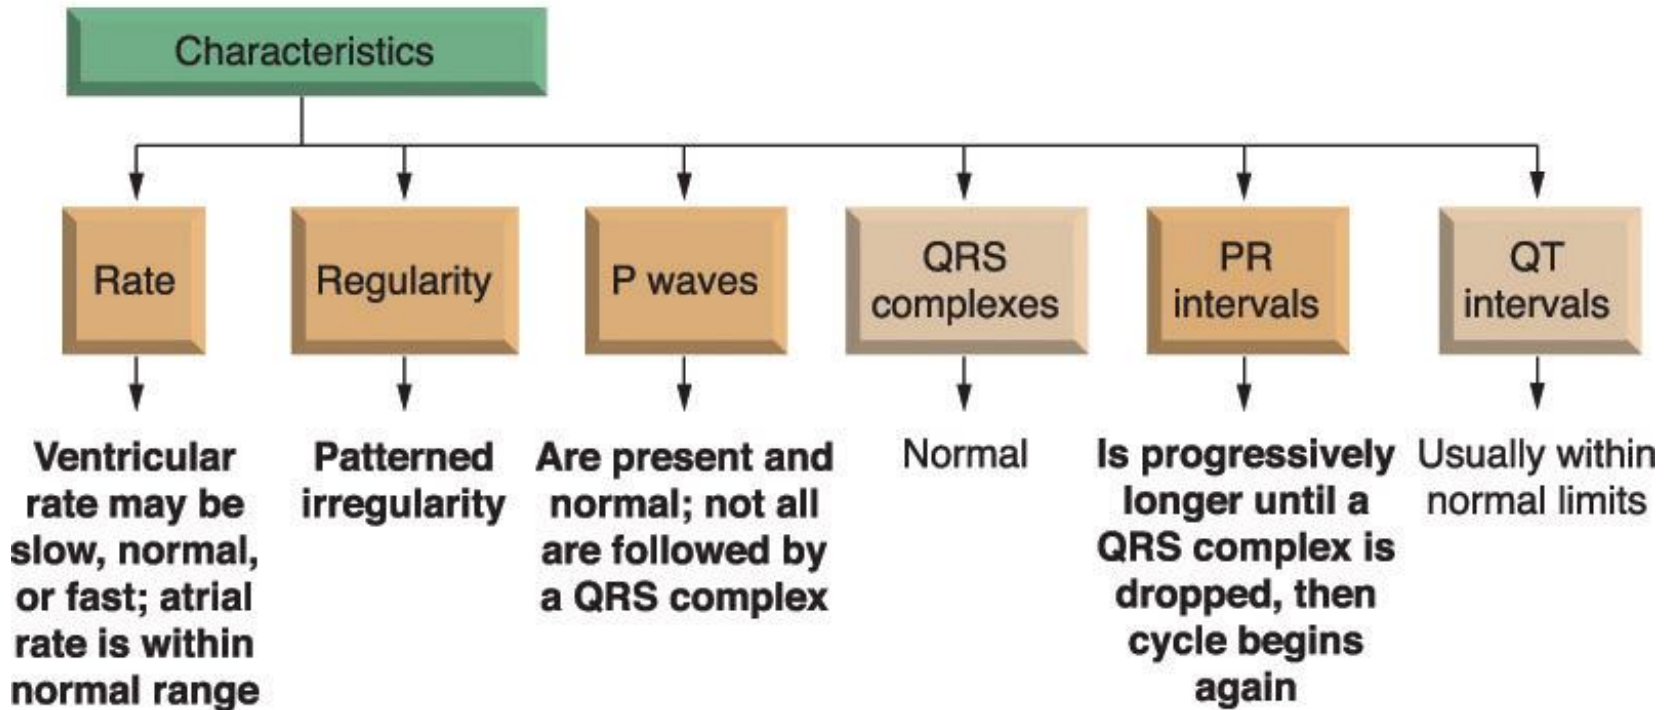 Characteristics
Rate
Regularity
P waves
QRS
complexes
PR
intervals
QT
intervals
Ventricular
rate may be
slow, normal,
or fast; atrial
rate is within
normal range
Patterned
irregularity
Are present and
normal; not all
are followed by
a QRS complex
Normal
Is progressively
longer until a
QRS complex is
dropped, then
cycle begins
again
Usually within
normal limits